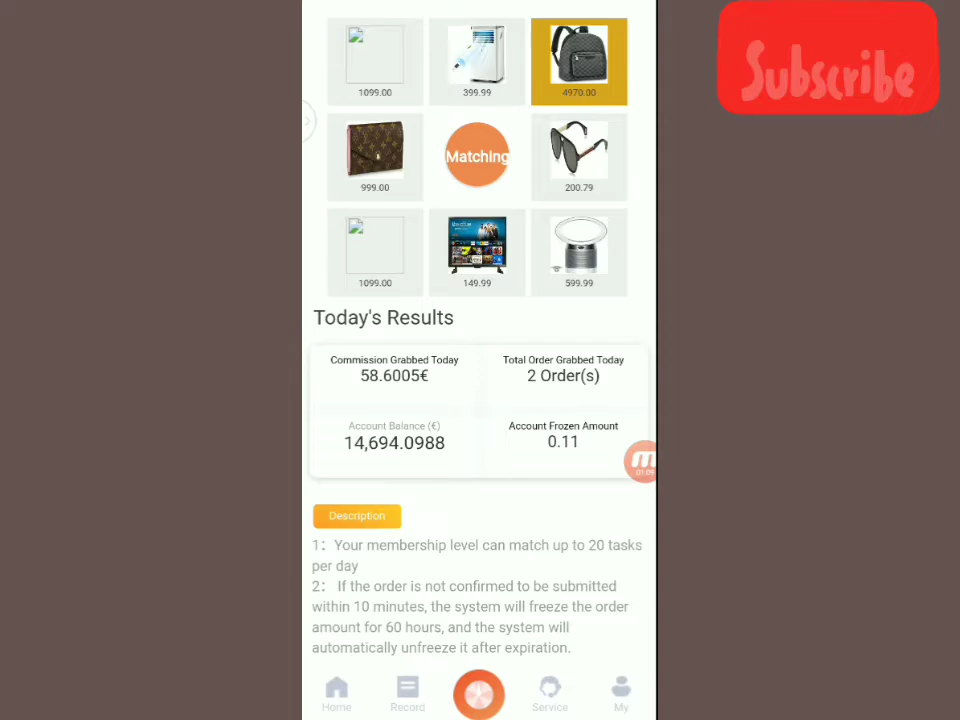 Subscribe
1099.00
399.99
4970.00
999.00
Matching
200.79
1099.00
149.99
599.99
Today's Results
Commission Grabbed Today
Total Order Grabbed Today
58.6005€
2 Order(s)
Account Balance (€)
Account Frozen Amount
14,694.0988
0.11
01:09
Description
1： Your membership level can match up to 20 tasks
per day
2： If the order is not confirmed to be submitted
within 10 minutes, the system will freeze the order
amount for 60 hours, and the system will
automatically unfreeze it after expiration.
Home
Record
Service
My